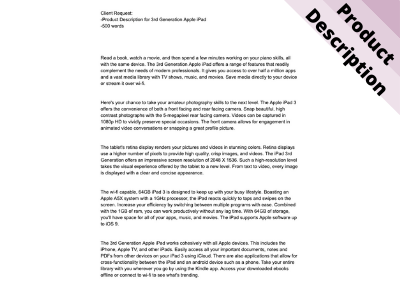 Client Request:
-Product Description for 3rd Generation Apple iPad
-500 words
Product
Description
Read a book, watch a movie, and then spend a few minutes working on your piano skills, all
with the same device. The 3rd Generation Apple iPad offers a range of features that readily
complement the needs of modern professionals. It gives you access to over half a million apps
and a vast media library with TV shows, music, and movies. Save media directly to your device
or stream it over wi-fi.
Here's your chance to take your amateur photography skills to the next level. The Apple iPad 3
offers the convenience of both a front facing and rear facing camera. Snap beautiful, high
contrast photographs with the 5-megapixel rear facing camera. Videos can be captured in
1080p HD to vividly preserve special occasions. The front camera allows for engagement in
animated video conversations or snapping a great profile picture.
The tablet's retina display renders your pictures and videos in stunning colors. Retina displays
use a higher number of pixels to provide high quality, crisp images, and videos. The iPad 3rd
Generation offers an impressive screen resolution of 2048 X 1536. Such a high-resolution level
takes the visual experience offered by the tablet to a new level. From text to video, every image
is displayed with a clear and concise appearance.
The wi-fi capable, 64GB iPad 3 is designed to keep up with your busy lifestyle. Boasting an
Apple A5X system with a 1GHz processor, the iPad reacts quickly to taps and swipes on the
screen. Increase your efficiency by switching between multiple programs with ease. Combined
with the 1GB of ram, you can work productively without any lag time. With 64GB of storage,
you'll have space for all of your apps, music, and movies. The iPad supports Apple software up
to iOS 9.
The 3rd Generation Apple iPad works cohesively with all Apple devices. This includes the
iPhone, Apple TV, and other iPads. Easily access all your important documents, notes and
PDFs from other devices on your iPad 3 using iCloud. There are also applications that allow for
cross-functionality between the iPad and an android device such as a phone. Take your entire
library with you wherever you go by using the Kindle app. Access your downloaded ebooks
offline or connect to wi-fi to see what's trending.